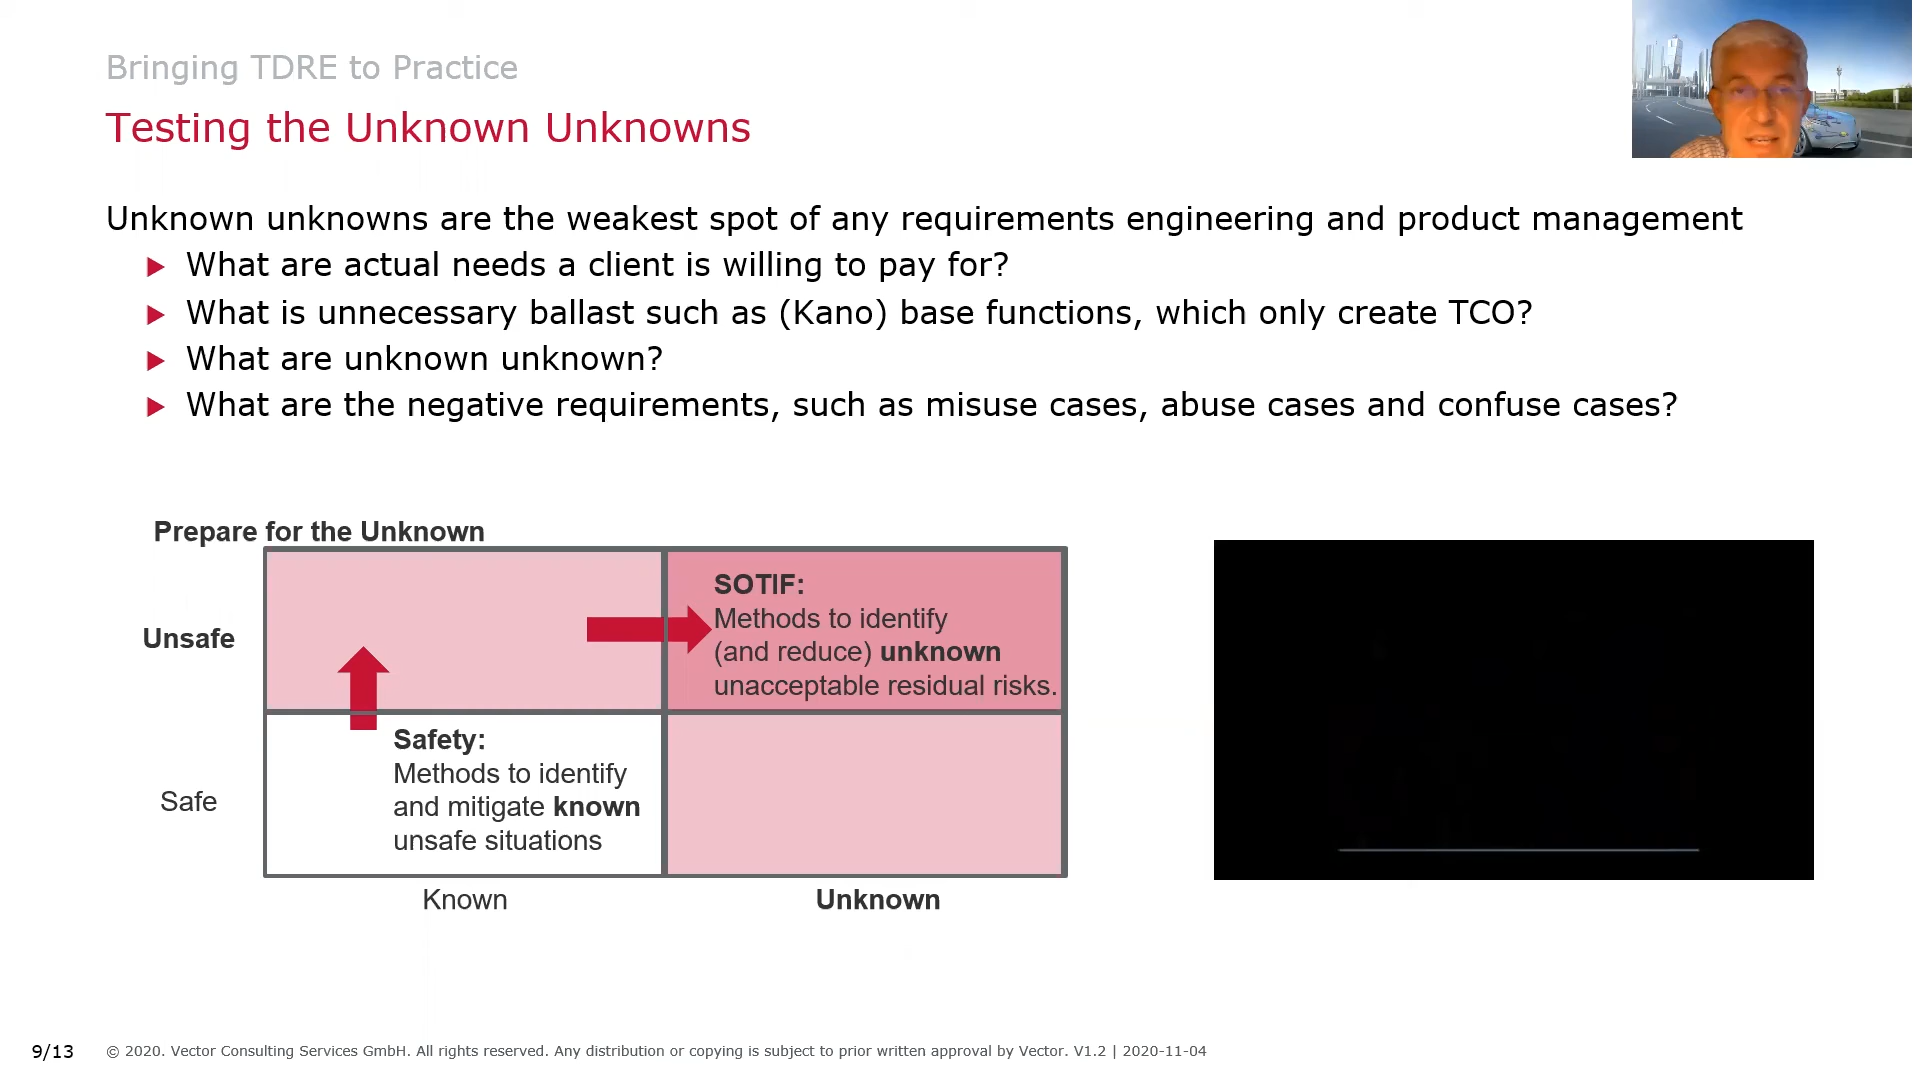 Bringing TDRE to Practice
Testing the Unknown Unknowns
Unknown unknowns are the weakest spot of any requirements engineering and product management
What are actual needs a client is willing to pay for?
What is unnecessary ballast such as (Kano) base functions, which only create TCO?
What are unknown unknown?
What are the negative requirements, such as misuse cases, abuse cases and confuse cases?
Prepare for the Unknown
Unsafe
SOTIF:
Methods to identify
(and reduce) unknown
unacceptable residual risks.
Safe
Safety:
Methods to identify
and mitigate known
unsafe situations
Known
Unknown
9/13
© 2020. Vector Consulting Services GmbH. All rights reserved. Any distribution or copying is subject to prior written approval by Vector. V1.2 | 2020-11-04